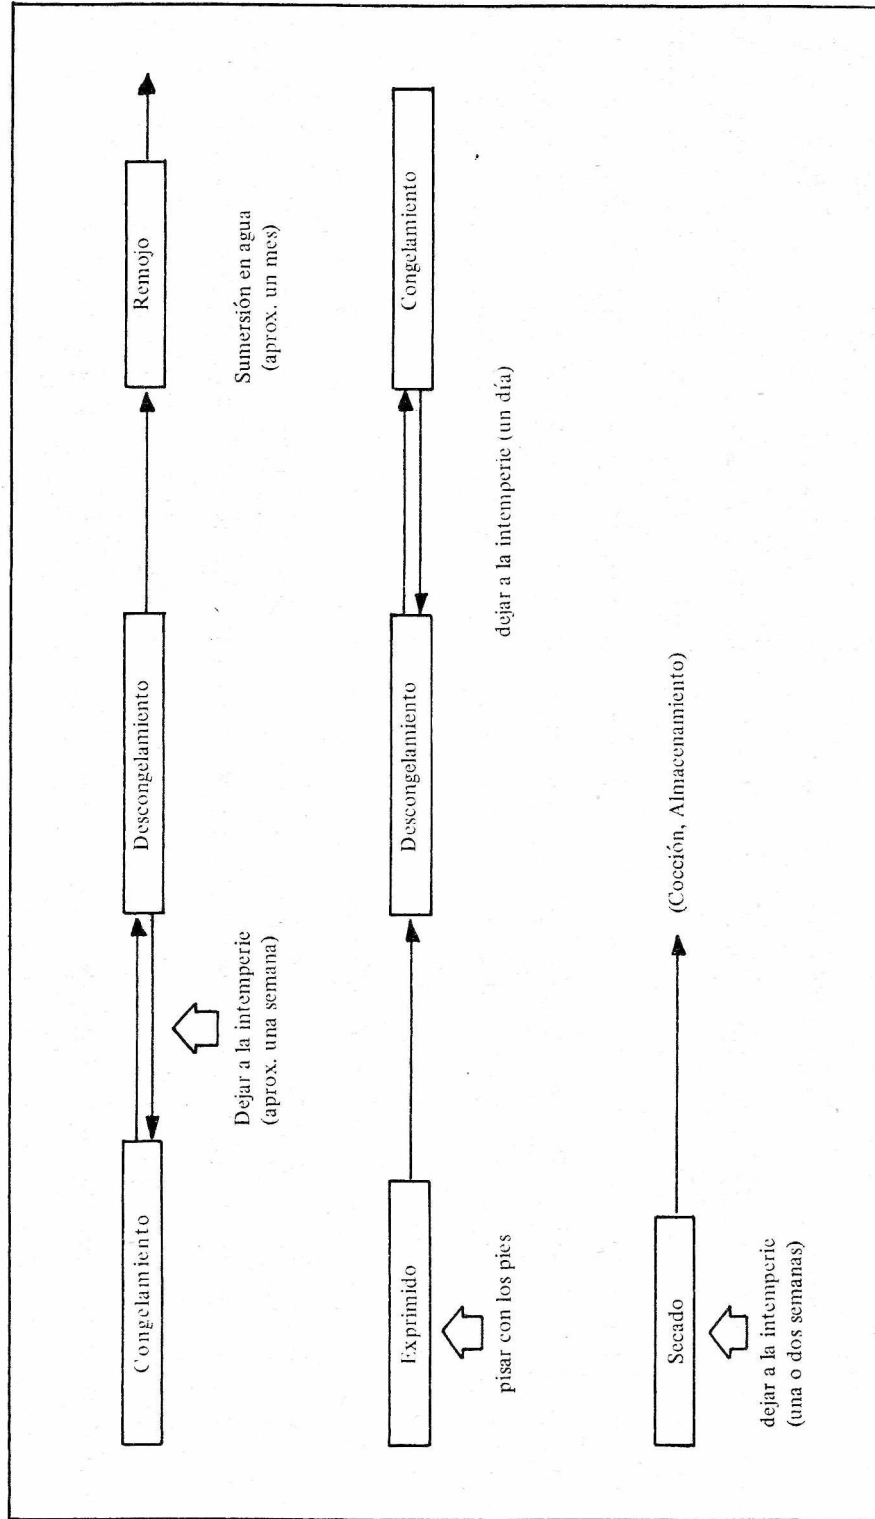 Congelamiento
Descongelamiento
Remojo
Dejar a la intemperie
(aprox. una semana)
Sumersión en agua
(aprox. un mes)
Exprimido
Descongelamiento
Congelamiento
pisar con los pies
dejar a la intemperie (un día)
Secado
(Cocción, Almacenamiento)
dejar a la intemperie
(una o dos semanas)